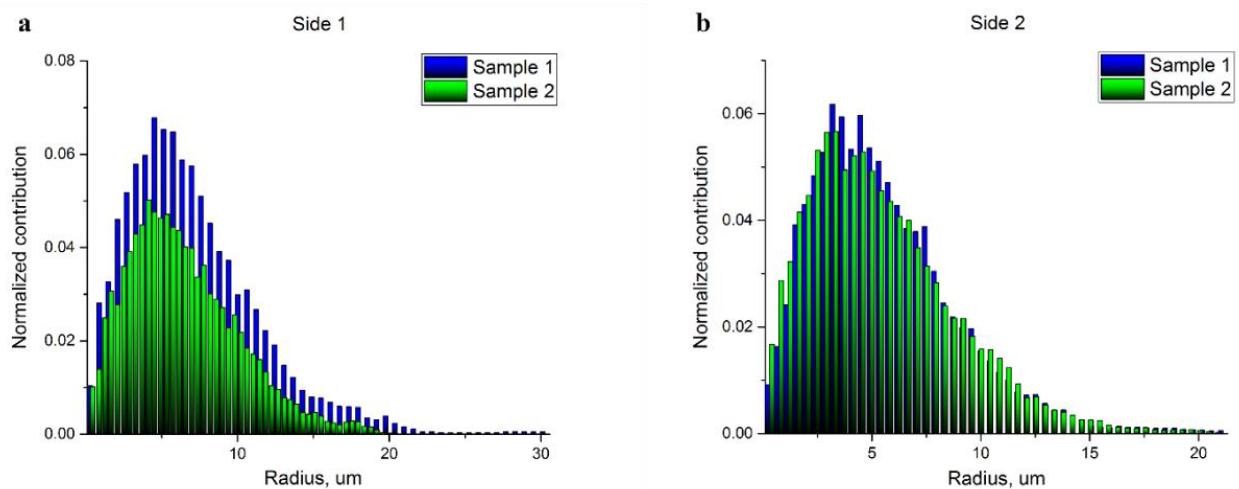 a
Side 1
Sample 1
Sample 2
0.08
0.06
0.04
0.02
0.00
Normalized contribution
10
20
30
Radius, um
b
Side 2
Sample 1
Sample 2
0.06
0.04
0.02
0.00
Normalized contribution
5
10
15
20
Radius, um